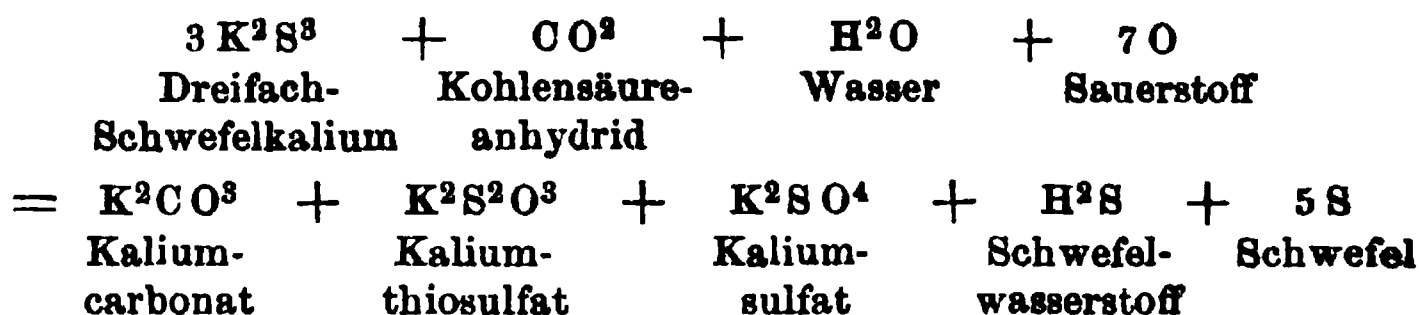 3 K²S³ + CO² + H²O + 7 O
Dreifach- Kohlensäure- Wasser Sauerstoff
Schwefelkalium anhydrid
= K²CO³ + K²S²O³ + K²SO⁴ + H²S + 5 S
Kalium- Kalium- Kalium- Schwefel- Schwefel
carbonat thiosulfat sulfat wasserstoff